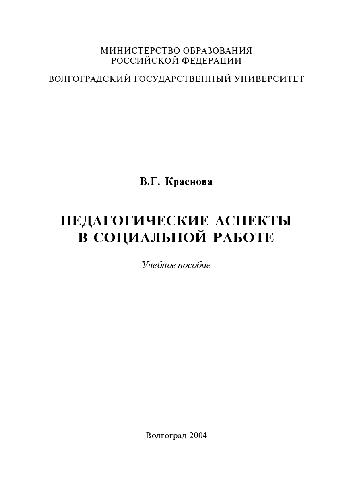 МИНИСТЕРСТВО ОБРАЗОВАНИЯ
РОССИЙСКОЙ ФЕДЕРАЦИИ
ВОЛГОГРАДСКИЙ ГОСУДАРСТВЕННЫЙ УНИВЕРСИТЕТ
В.Г. Краснова
ПЕДАГОГИЧЕСКИЕ АСПЕКТЫ
В СОЦИАЛЬНОЙ РАБОТЕ
Учебное пособие
Волгоград 2004